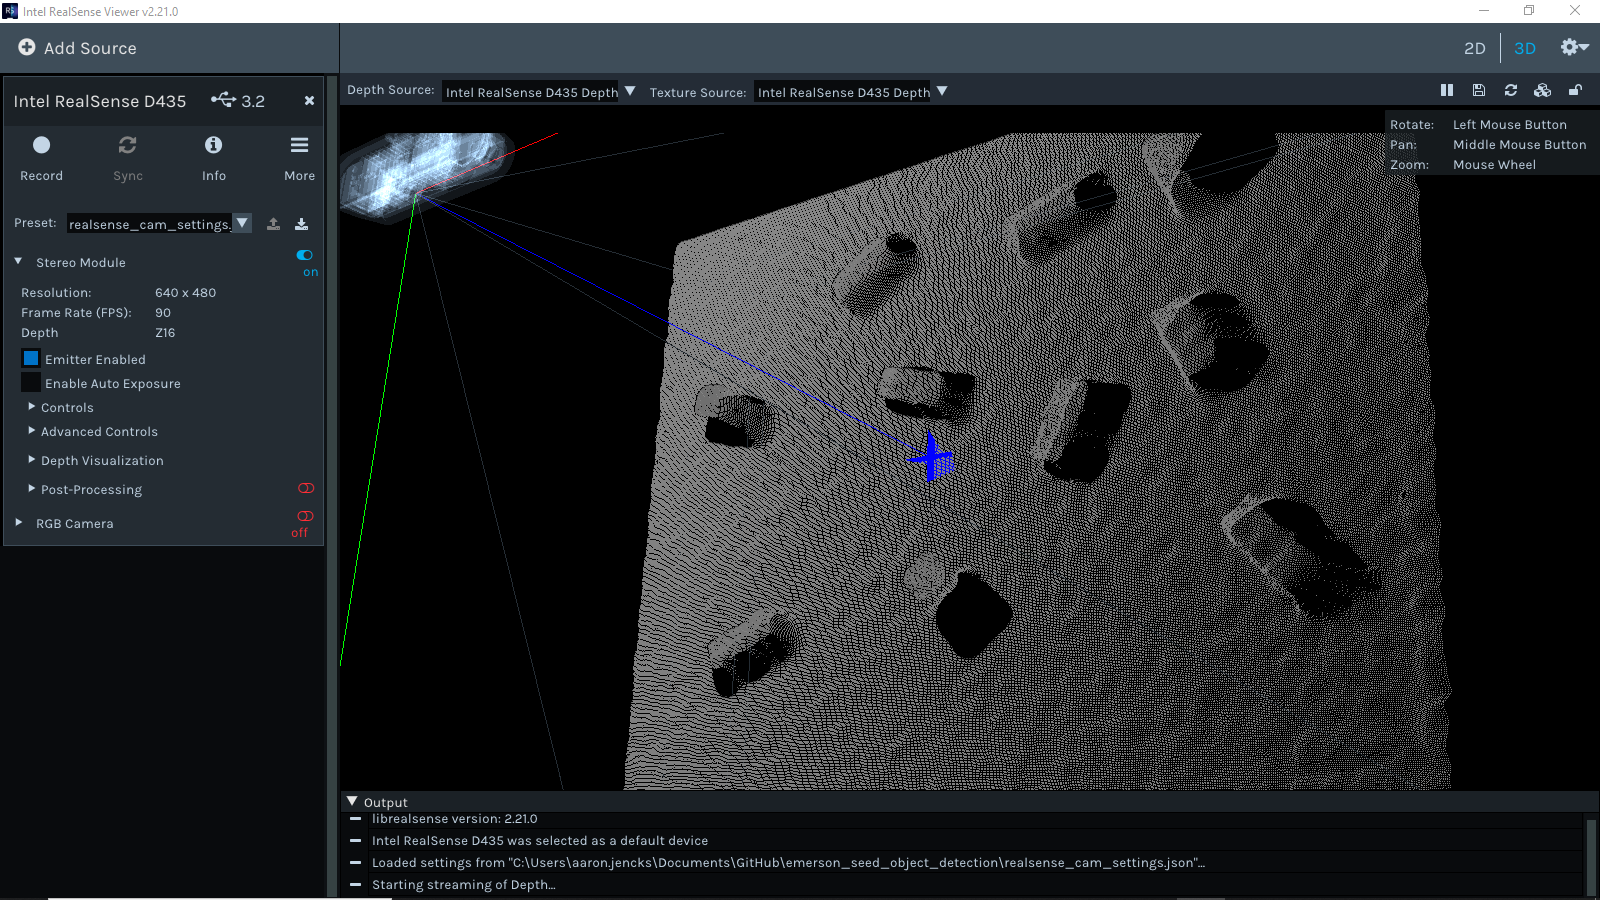 Intel RealSense Viewer v2.21.0
Add Source
2D
3D
Intel RealSense D435
3.2
Depth Source:
Intel RealSense D435 Depth
Texture Source:
Intel RealSense D435 Depth
Rotate: Left Mouse Button
Pan: Middle Mouse Button
Zoom: Mouse Wheel
Record
Sync
Info
More
Preset:
realsense_cam_settings.
Stereo Module
on
Resolution: 640 x 480
Frame Rate (FPS): 90
Depth Z16
Emitter Enabled
Enable Auto Exposure
Controls
Advanced Controls
Depth Visualization
Post-Processing
RGB Camera
off
Output
librealsense version: 2.21.0
Intel RealSense D435 was selected as a default device
Loaded settings from "C:\Users\aaron.jencks\Documents\GitHub\emerson_seed_object_detection\realsense_cam_settings.json"...
Starting streaming of Depth...